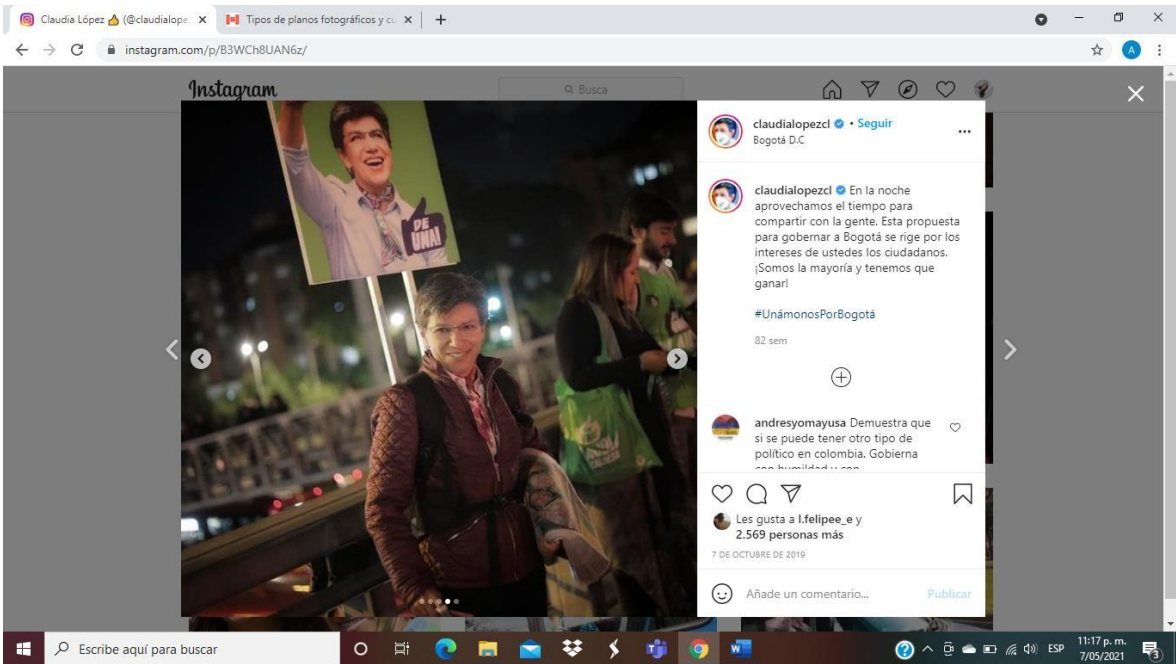 Claudia López 👍 (@claudialope
Tipos de planos fotográficos y cu
instagram.com/p/B3WCh8UAN6z/
A
Instagram
Busca
DE
UNA!
claudialopezcl • Seguir
Bogotá D.C
claudialopezcl En la noche
aprovechamos el tiempo para
compartir con la gente. Esta propuesta
para gobernar a Bogotá se rige por los
intereses de ustedes los ciudadanos.
¡Somos la mayoría y tenemos que
ganar!
#UnámonosPorBogotá
82 sem
andresyomayusa Demuestra que
si se puede tener otro tipo de
político en colombia. Gobierna
con humildad y con
Les gusta a l.felipee_e y
2.569 personas más
7 DE OCTUBRE DE 2019
Añade un comentario...
Publicar
Escribe aquí para buscar
ESP
11:17 p. m.
7/05/2021
3